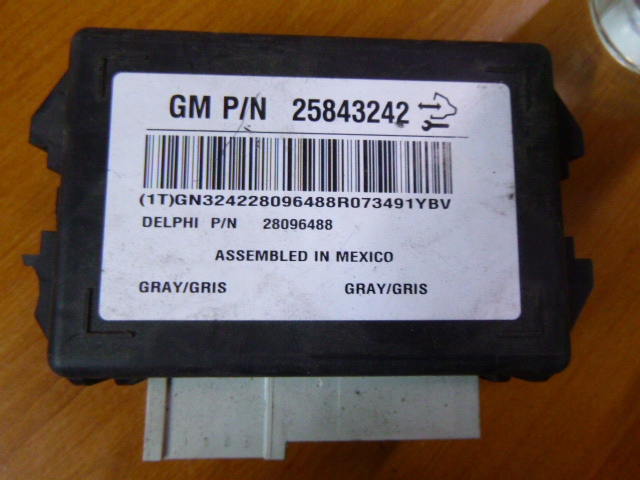 GM P/N 25843242
(1T)GN324228096488R073491YBV
DELPHI P/N 28096488
ASSEMBLED IN MEXICO
GRAY/GRIS GRAY/GRIS